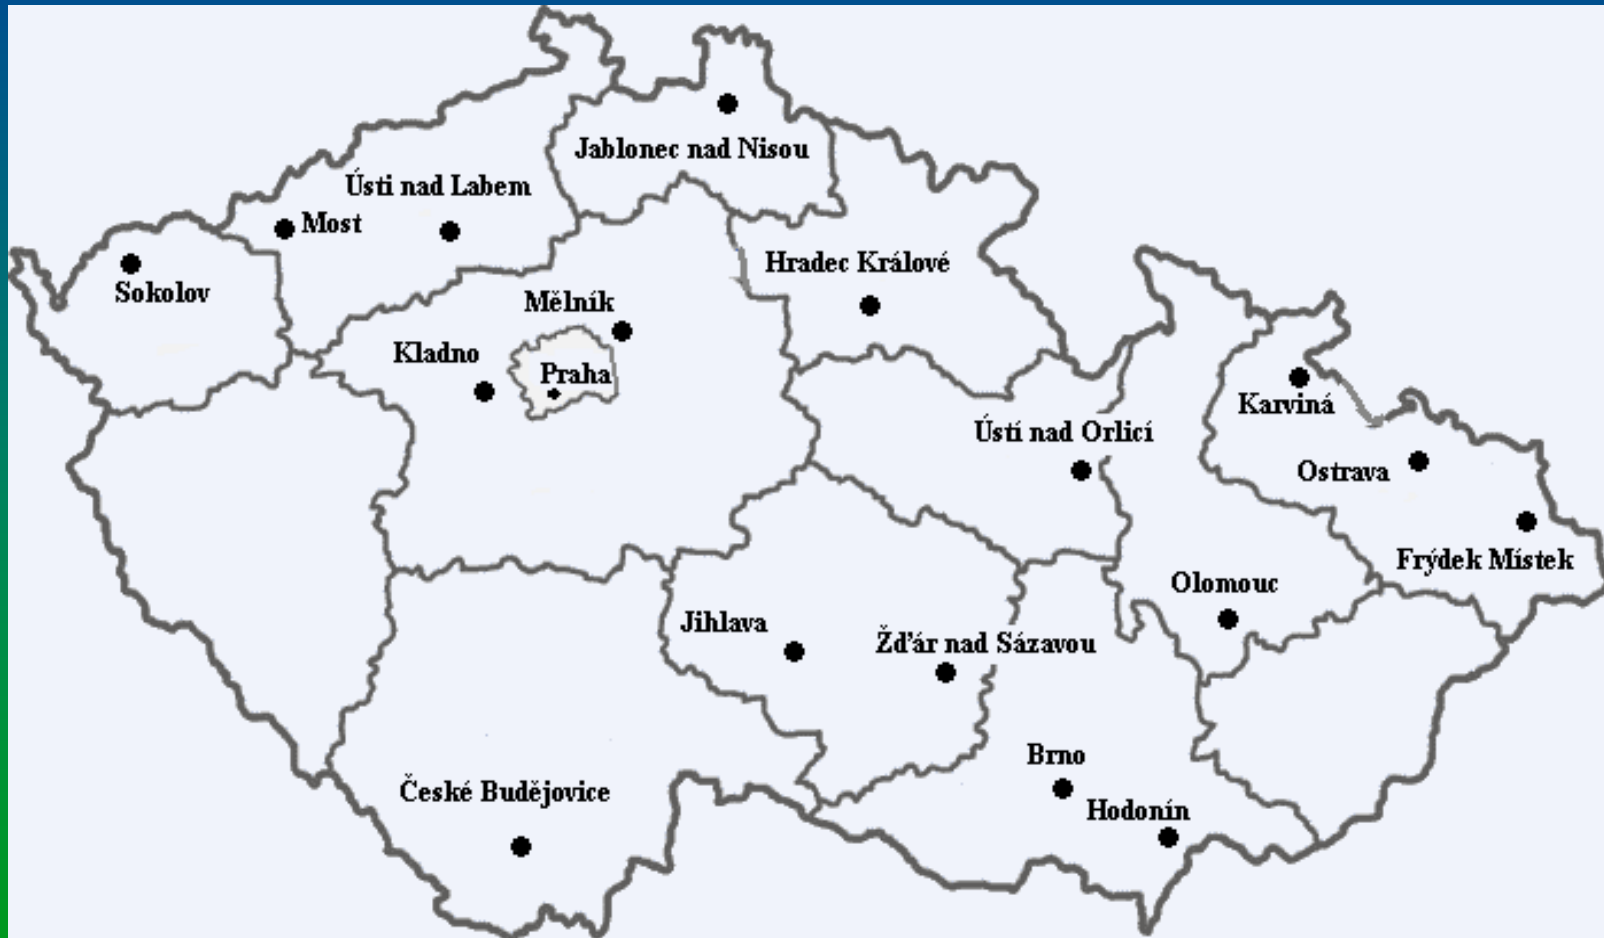 Jablonec nad Nisou
Ústi nad Labem
Most
Sokolov
Hradec Králové
Mělník
Kladno
Praha
Karviná
Ústí nad Orlicí
Ostrava
Frýdek Místek
Olomouc
Jihlava
Žďár nad Sázavou
Brno
České Budějovice
Hodonín